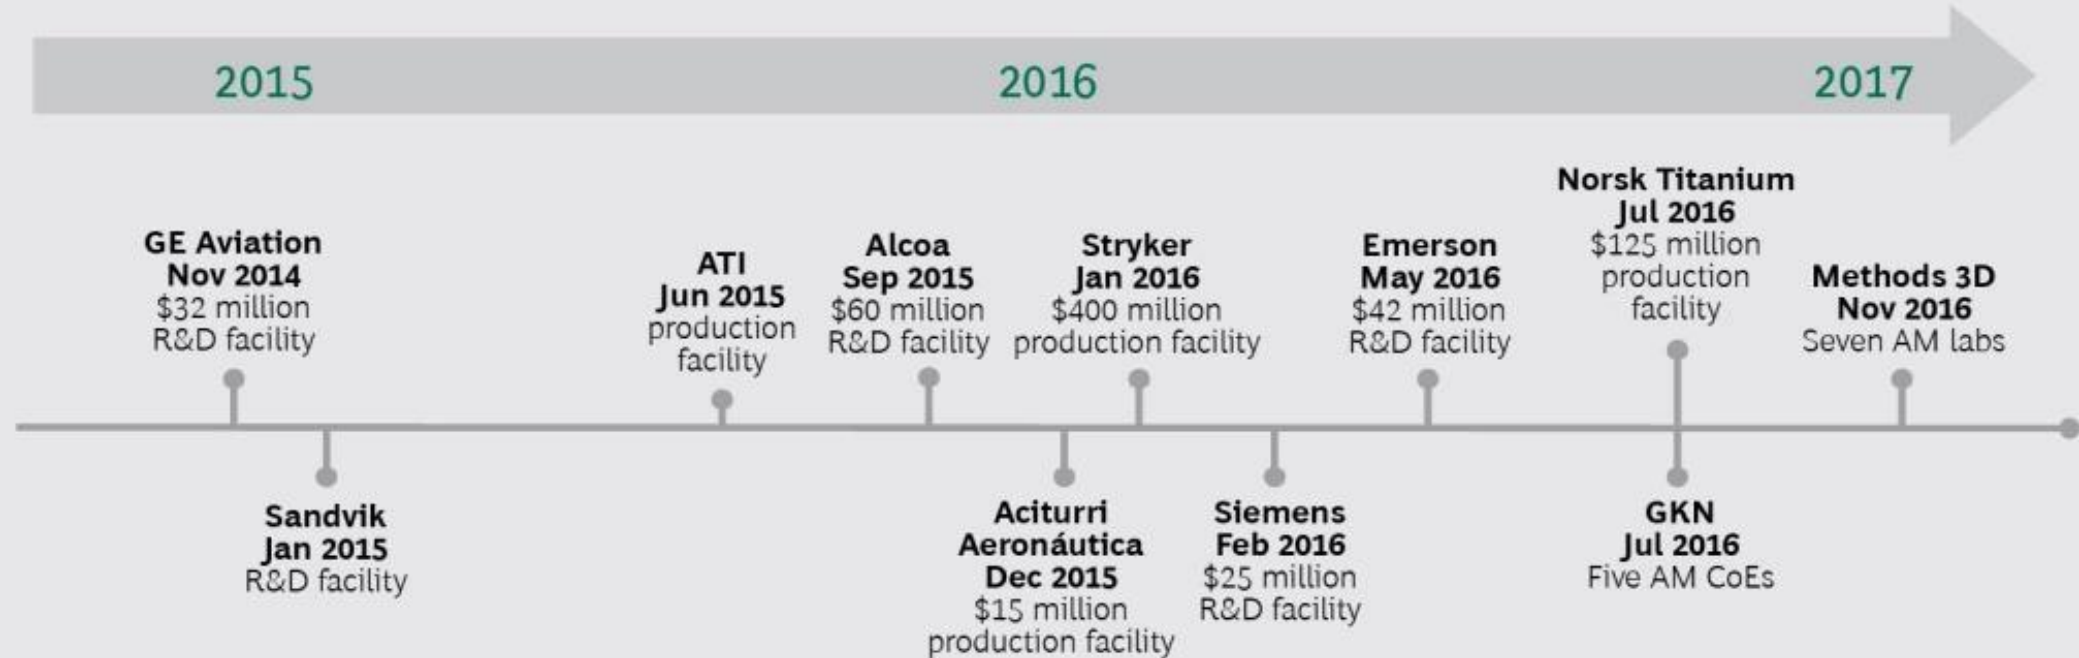 2015
2016
2017
GE Aviation
Nov 2014
$32 million
R&D facility
Sandvik
Jan 2015
R&D facility
ATI
Jun 2015
production
facility
Alcoa
Sep 2015
$60 million
R&D facility
Aciturri
Aeronáutica
Dec 2015
$15 million
production facility
Stryker
Jan 2016
$400 million
production facility
Siemens
Feb 2016
$25 million
R&D facility
Emerson
May 2016
$42 million
R&D facility
Norsk Titanium
Jul 2016
$125 million
production
facility
GKN
Jul 2016
Five AM CoEs
Methods 3D
Nov 2016
Seven AM labs